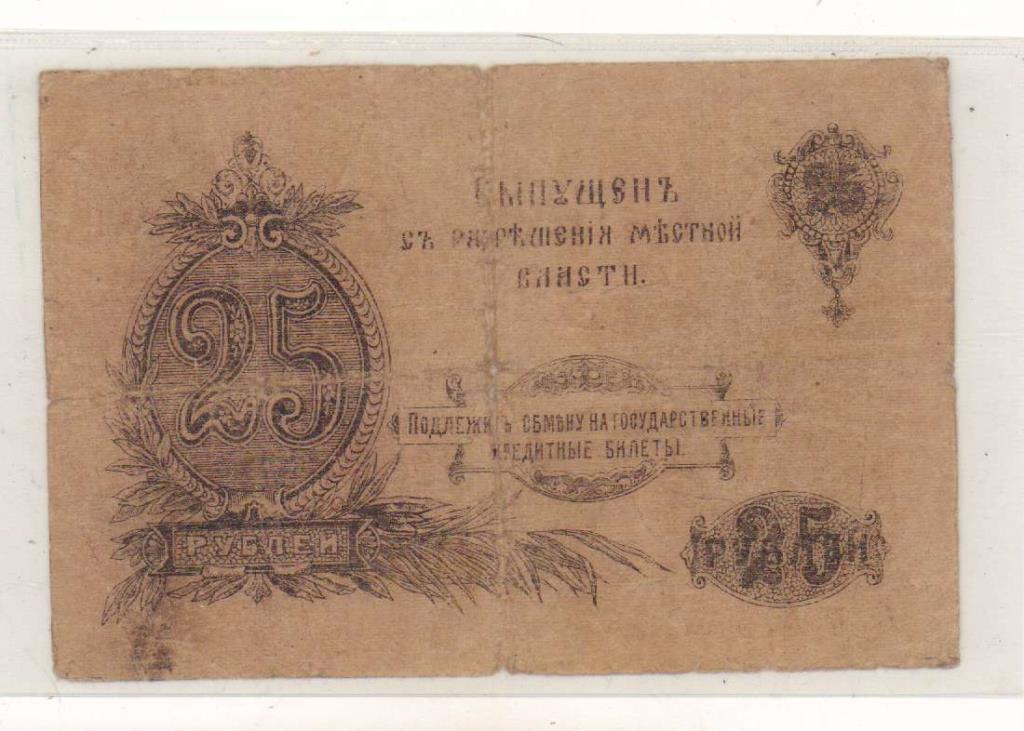 25
РУБЛЕЙ
ВЫПУЩЕНЪ
СЪ РАЗРѢШЕНІЯ МѢСТНОЙ
ВЛАСТИ.
25
ПОДЛЕЖИТЪ ОБМѢНУ НА ГОСУДАРСТВЕННЫЕ
КРЕДИТНЫЕ БИЛЕТЫ.
25
РУБЛЕЙ